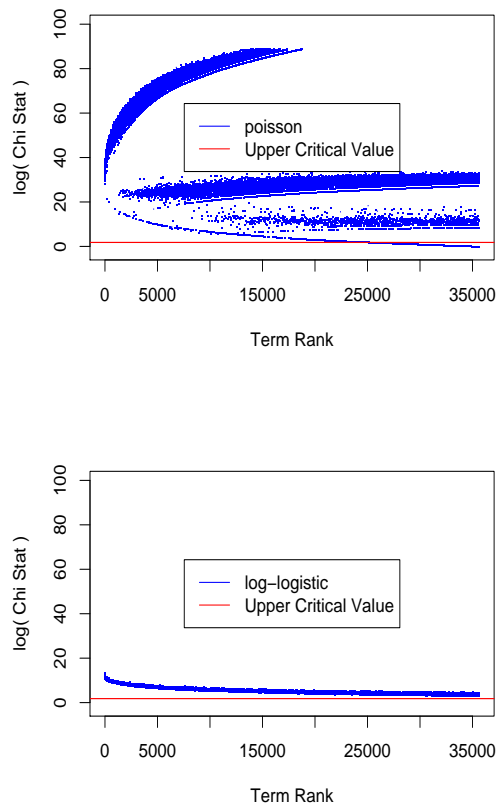 log( Chi Stat )
100
80
60
40
20
0
poisson
Upper Critical Value
0 5000 15000 25000 35000
Term Rank
log( Chi Stat )
100
80
60
40
20
0
log−logistic
Upper Critical Value
0 5000 15000 25000 35000
Term Rank